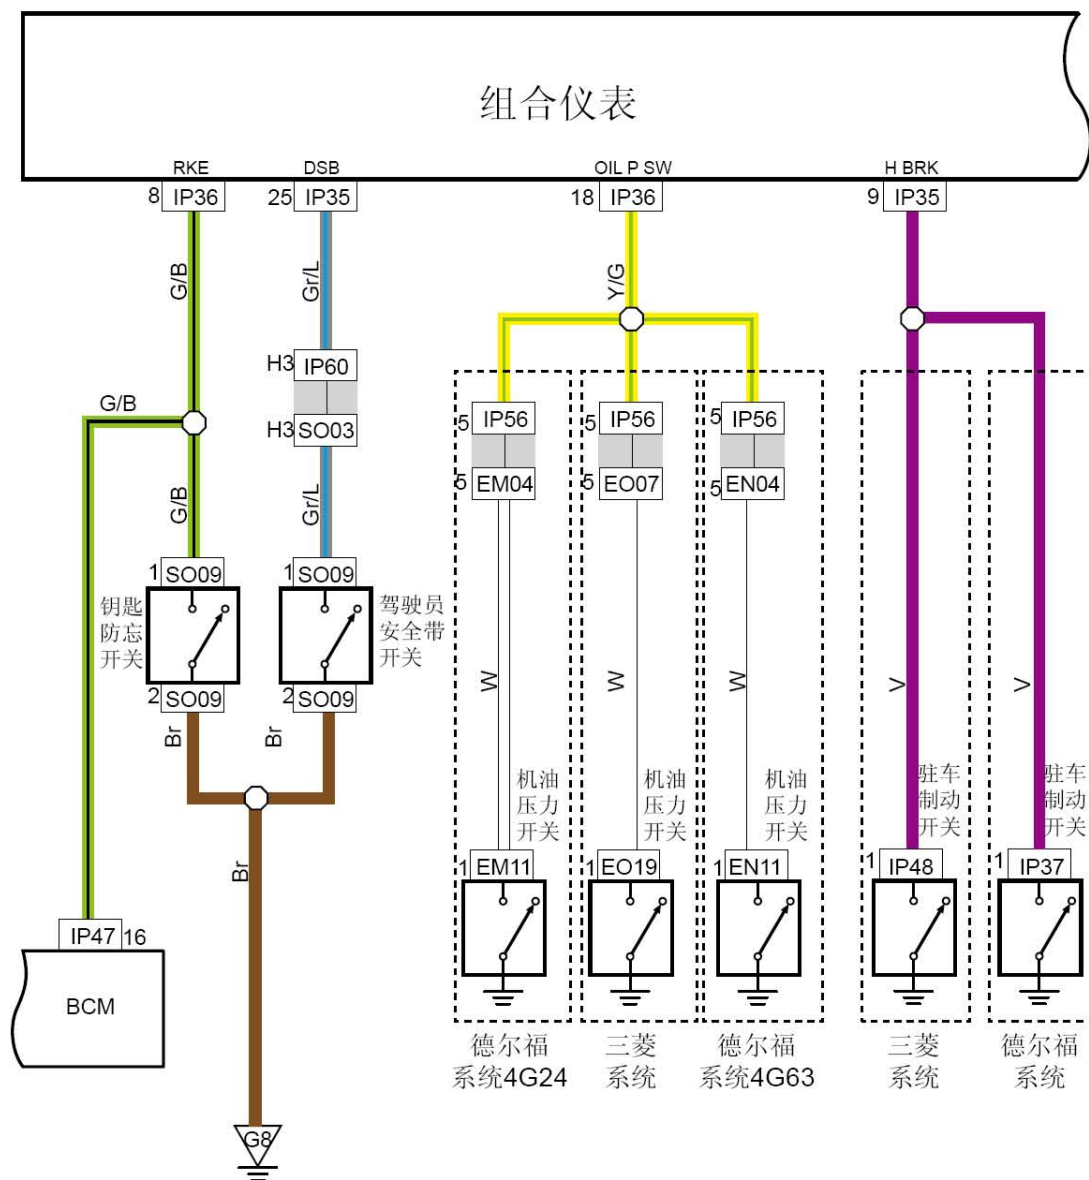 组合仪表
RKE
DSB
OIL P SW
H BRK
8 IP36
25 IP35
18 IP36
9 IP35
G/B
Gr/L
Y/G
H3 IP60
G/B
H3 SO03
5 IP56
5 IP56
5 IP56
5 EM04
5 EO07
5 EN04
G/B
Gr/L
1 SO09
1 SO09
钥匙
防忘
开关
驾驶员
安全带
开关
2 SO09
2 SO09
W
W
W
V
V
Br
Br
机油
压力
开关
机油
压力
开关
机油
压力
开关
驻车
制动
开关
驻车
制动
开关
1 EM11
1 EO19
1 EN11
1 IP48
1 IP37
Br
IP47 16
BCM
德尔福
系统4G24
三菱
系统
德尔福
系统4G63
三菱
系统
德尔福
系统
G8